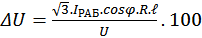 ΔU = √3.I_РАБ.cosφ.R.ℓ / U . 100